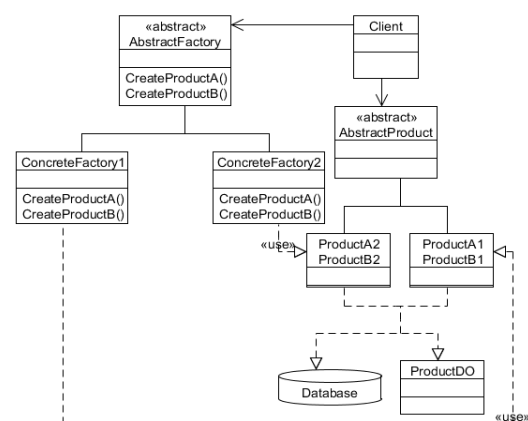 «abstract»
AbstractFactory
CreateProductA()
CreateProductB()
Client
«abstract»
AbstractProduct
ConcreteFactory1
CreateProductA()
CreateProductB()
ConcreteFactory2
CreateProductA()
CreateProductB()
«use»
ProductA2
ProductB2
ProductA1
ProductB1
Database
ProductDO
«use»